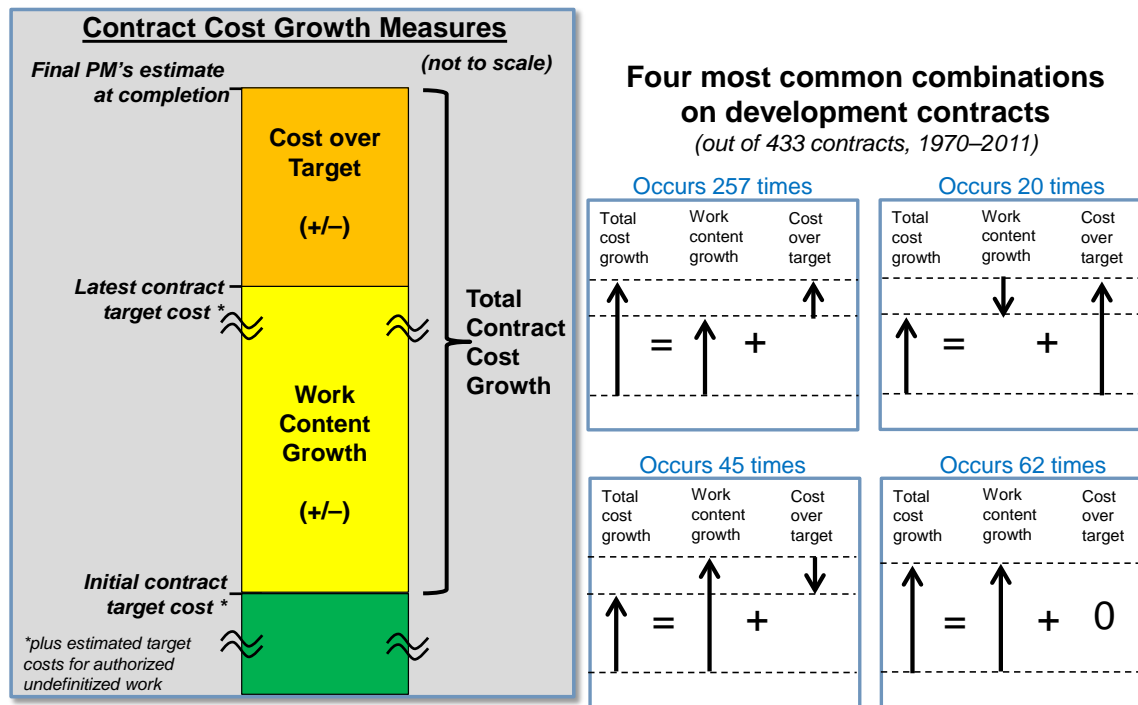 Contract Cost Growth Measures
(not to scale)
Final PM's estimate
at completion
Cost over
Target
(+/–)
Latest contract
target cost *
Total
Contract
Cost
Growth
Work
Content
Growth
(+/–)
Initial contract
target cost *
*plus estimated target
costs for authorized
undefinitized work
Four most common combinations
on development contracts
(out of 433 contracts, 1970–2011)
Occurs 257 times
Total
cost
growth
Work
content
growth
Cost
over
target
= +
Occurs 20 times
Total
cost
growth
Work
content
growth
Cost
over
target
= +
Occurs 45 times
Total
cost
growth
Work
content
growth
Cost
over
target
= +
Occurs 62 times
Total
cost
growth
Work
content
growth
Cost
over
target
= + 0